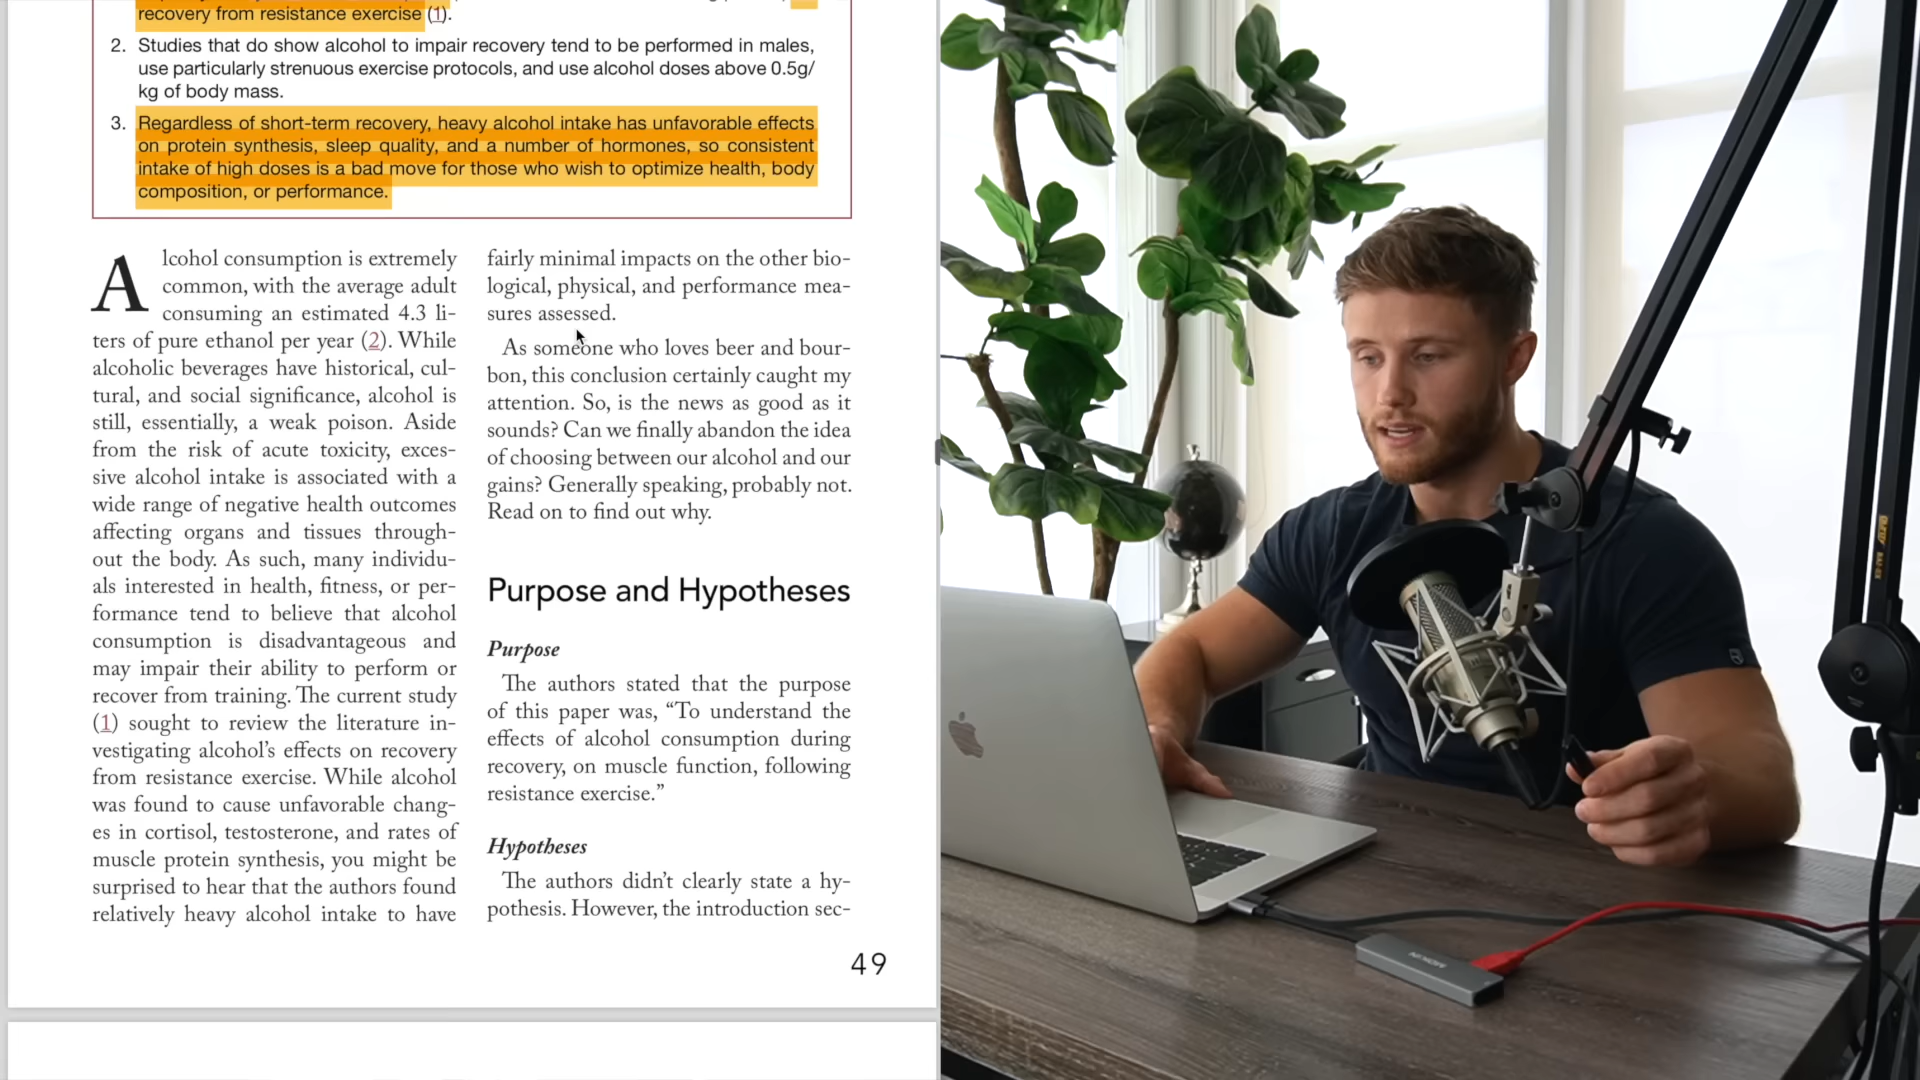 recovery from resistance exercise (1).
2. Studies that do show alcohol to impair recovery tend to be performed in males,
use particularly strenuous exercise protocols, and use alcohol doses above 0.5g/
kg of body mass.
3. Regardless of short-term recovery, heavy alcohol intake has unfavorable effects
on protein synthesis, sleep quality, and a number of hormones, so consistent
intake of high doses is a bad move for those who wish to optimize health, body
composition, or performance.
Alcohol consumption is extremely
common, with the average adult
consuming an estimated 4.3 li-
ters of pure ethanol per year (2). While
alcoholic beverages have historical, cul-
tural, and social significance, alcohol is
still, essentially, a weak poison. Aside
from the risk of acute toxicity, exces-
sive alcohol intake is associated with a
wide range of negative health outcomes
affecting organs and tissues through-
out the body. As such, many individu-
als interested in health, fitness, or per-
formance tend to believe that alcohol
consumption is disadvantageous and
may impair their ability to perform or
recover from training. The current study
(1) sought to review the literature in-
vestigating alcohol's effects on recovery
from resistance exercise. While alcohol
was found to cause unfavorable chang-
es in cortisol, testosterone, and rates of
muscle protein synthesis, you might be
surprised to hear that the authors found
relatively heavy alcohol intake to have
fairly minimal impacts on the other bio-
logical, physical, and performance mea-
sures assessed.
As someone who loves beer and bour-
bon, this conclusion certainly caught my
attention. So, is the news as good as it
sounds? Can we finally abandon the idea
of choosing between our alcohol and our
gains? Generally speaking, probably not.
Read on to find out why.
Purpose and Hypotheses
Purpose
The authors stated that the purpose
of this paper was, “To understand the
effects of alcohol consumption during
recovery, on muscle function, following
resistance exercise.”
Hypotheses
The authors didn't clearly state a hy-
pothesis. However, the introduction sec-
49